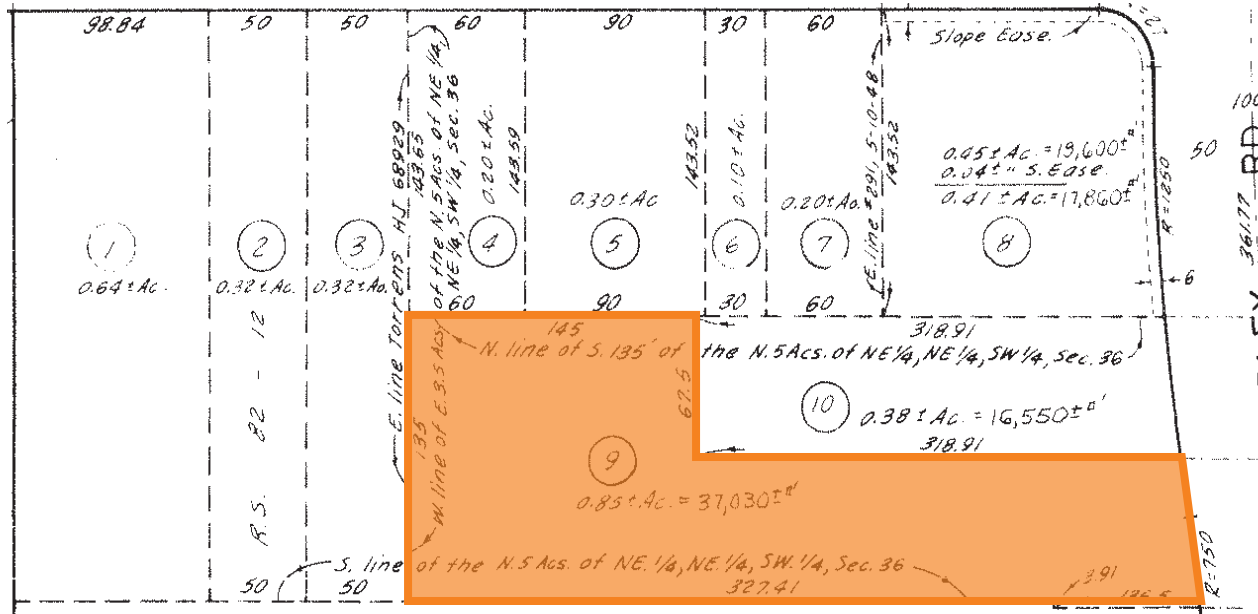 98.84 50 50 60 90 30 60
Slope Ease.
E. line Torrens HJ 68929
143.65
of the N.5 Acs. of NE 1/4,
NE 1/4, SW 1/4, Sec. 36
W. line of E. 3.5 Acs.
0.20 ± Ac.
143.59
0.30 ± Ac
143.52
0.10 ± Ac.
0.20 ± Ac.
E. line #291, 5-10-48
143.52
0.45 ± Ac. = 19,600 ±
0.04 ± " S. Ease.
0.41 ± Ac. = 17,860 ±
R=1250
50
100
361.77
RD
1 2 3 4 5 6 7 8
0.64 ± Ac. 0.32 ± Ac. 0.32 ± Ac.
60 90 30 60
6
R.S. 82 - 12
145
318.91
N. line of S. 135' of the N.5 Acs. of NE 1/4, NE 1/4, SW 1/4, Sec. 36
135
67.5
10
0.38 ± Ac. = 16,550 ±
318.91
9
0.85 ± Ac. = 37,030 ±
S. line of the N.5 Acs. of NE. 1/4, NE. 1/4, SW. 1/4, Sec. 36
50 50 327.41
3.91
R=750